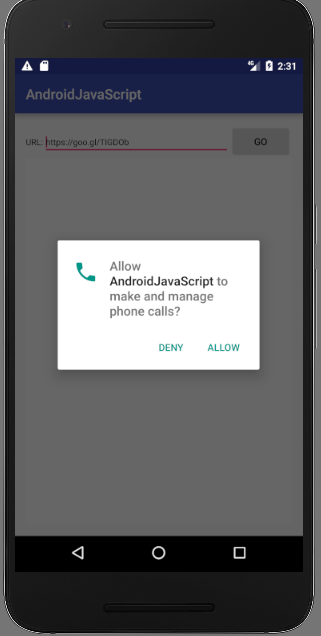 2:31
AndroidJavaScript
URL: https://goo.gl/TIGDOb
GO
Allow
AndroidJavaScript to
make and manage
phone calls?
DENY ALLOW